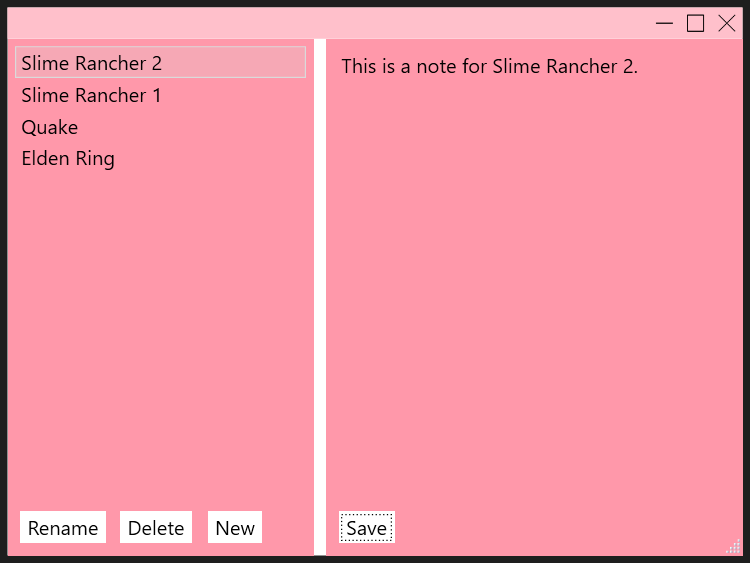 Slime Rancher 2
Slime Rancher 1
Quake
Elden Ring
Rename
Delete
New
This is a note for Slime Rancher 2.
Save